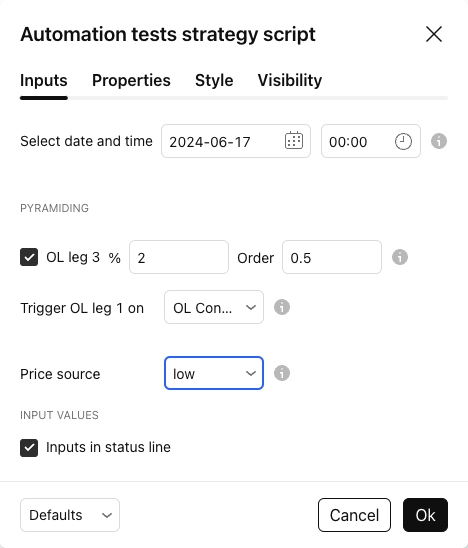 Automation tests strategy script
Inputs Properties Style Visibility
Select date and time 2024-06-17 00:00
PYRAMIDING
OL leg 3 % 2 Order 0.5
Trigger OL leg 1 on OL Con...
Price source low
INPUT VALUES
Inputs in status line
Defaults Cancel Ok